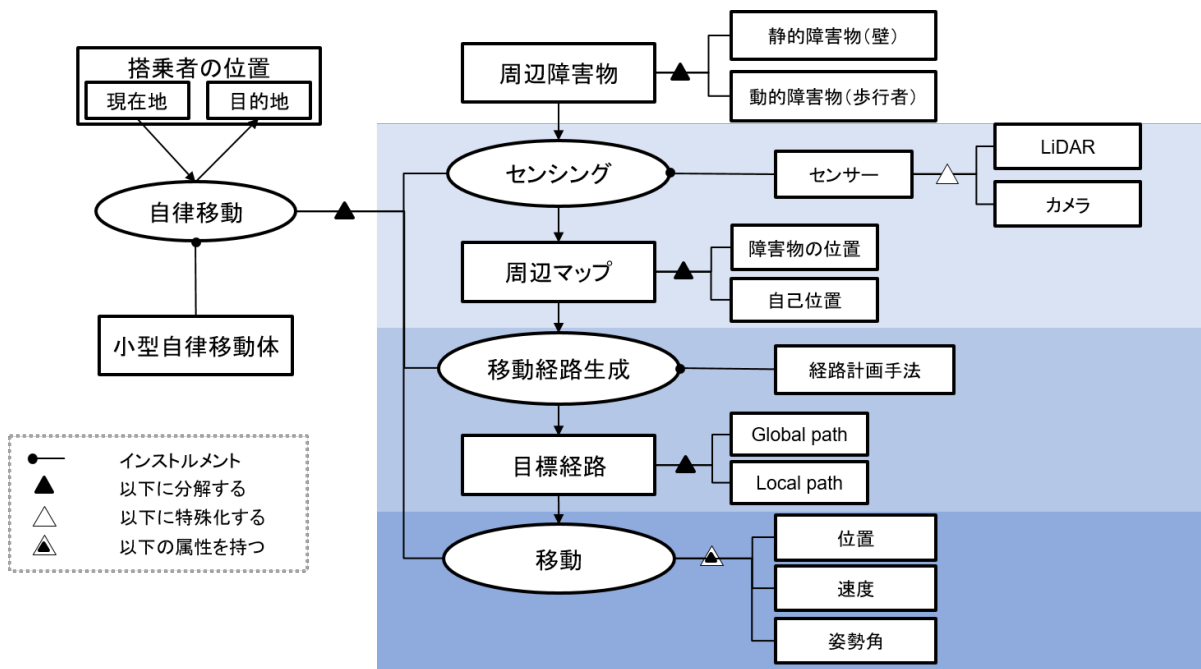 搭乗者の位置
現在地
目的地
自律移動
小型自律移動体
周辺障害物
静的障害物(壁)
動的障害物(歩行者)
センシング
センサー
LiDAR
カメラ
周辺マップ
障害物の位置
自己位置
移動経路生成
経路計画手法
目標経路
Global path
Local path
移動
位置
速度
姿勢角
インストルメント
以下に分解する
以下に特殊化する
以下の属性を持つ